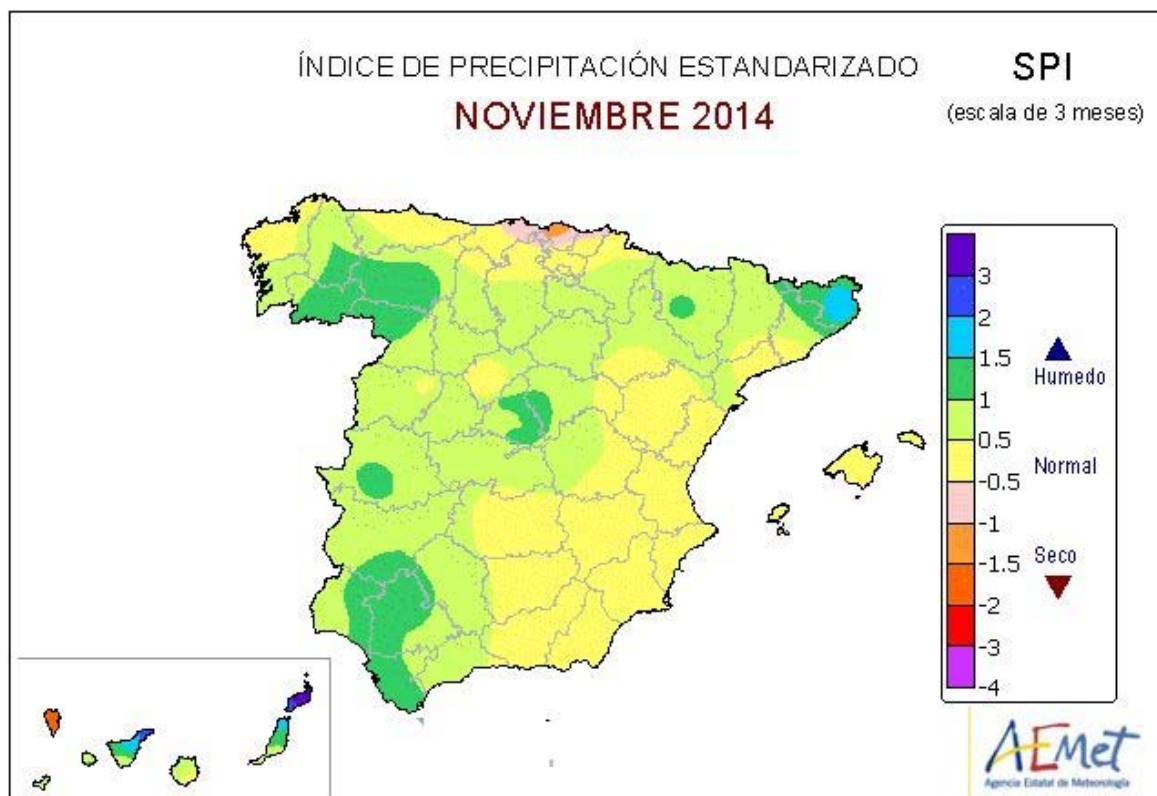 ÍNDICE DE PRECIPITACIÓN ESTANDARIZADO
NOVIEMBRE 2014
SPI
(escala de 3 meses)
3
2
1.5
1
0.5
-0.5
-1
-1.5
-2
-3
-4
Humedo
Normal
Seco
AEMet
Agencia Estatal de Meteorología